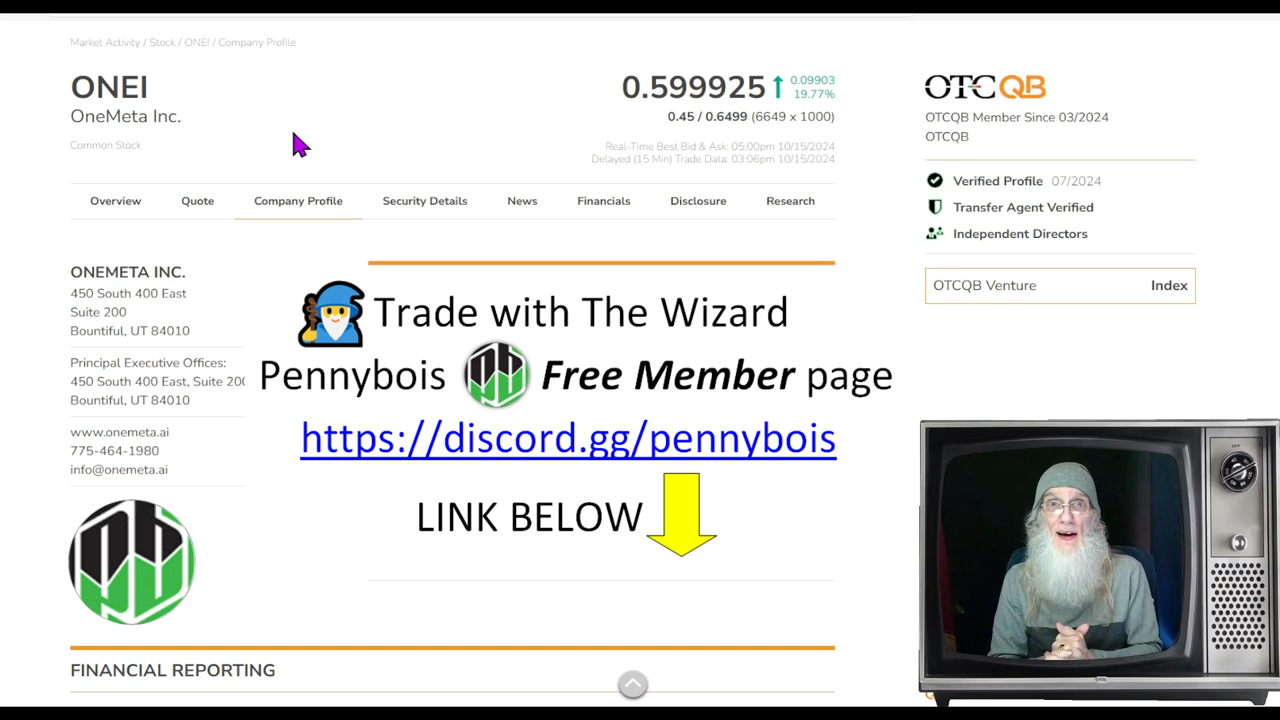 Market Activity / Stock / ONEI / Company Profile
ONEI
OneMeta Inc.
Common Stock
0.599925
0.09903
19.77%
0.45 / 0.6499 (6649 x 1000)
Real-Time Best Bid & Ask: 05:00pm 10/15/2024
Delayed (15 Min) Trade Data: 03:06pm 10/15/2024
OTCQB
OTCQB Member Since 03/2024
OTCQB
Verified Profile 07/2024
Transfer Agent Verified
Independent Directors
OTCQB Venture Index
Overview Quote Company Profile Security Details News Financials Disclosure Research
ONEMETA INC.
450 South 400 East
Suite 200
Bountiful, UT 84010
Principal Executive Offices:
450 South 400 East, Suite 200
Bountiful, UT 84010
www.onemeta.ai
775-464-1980
info@onemeta.ai
Trade with The Wizard
Pennybois Free Member page
https://discord.gg/pennybois
LINK BELOW
FINANCIAL REPORTING